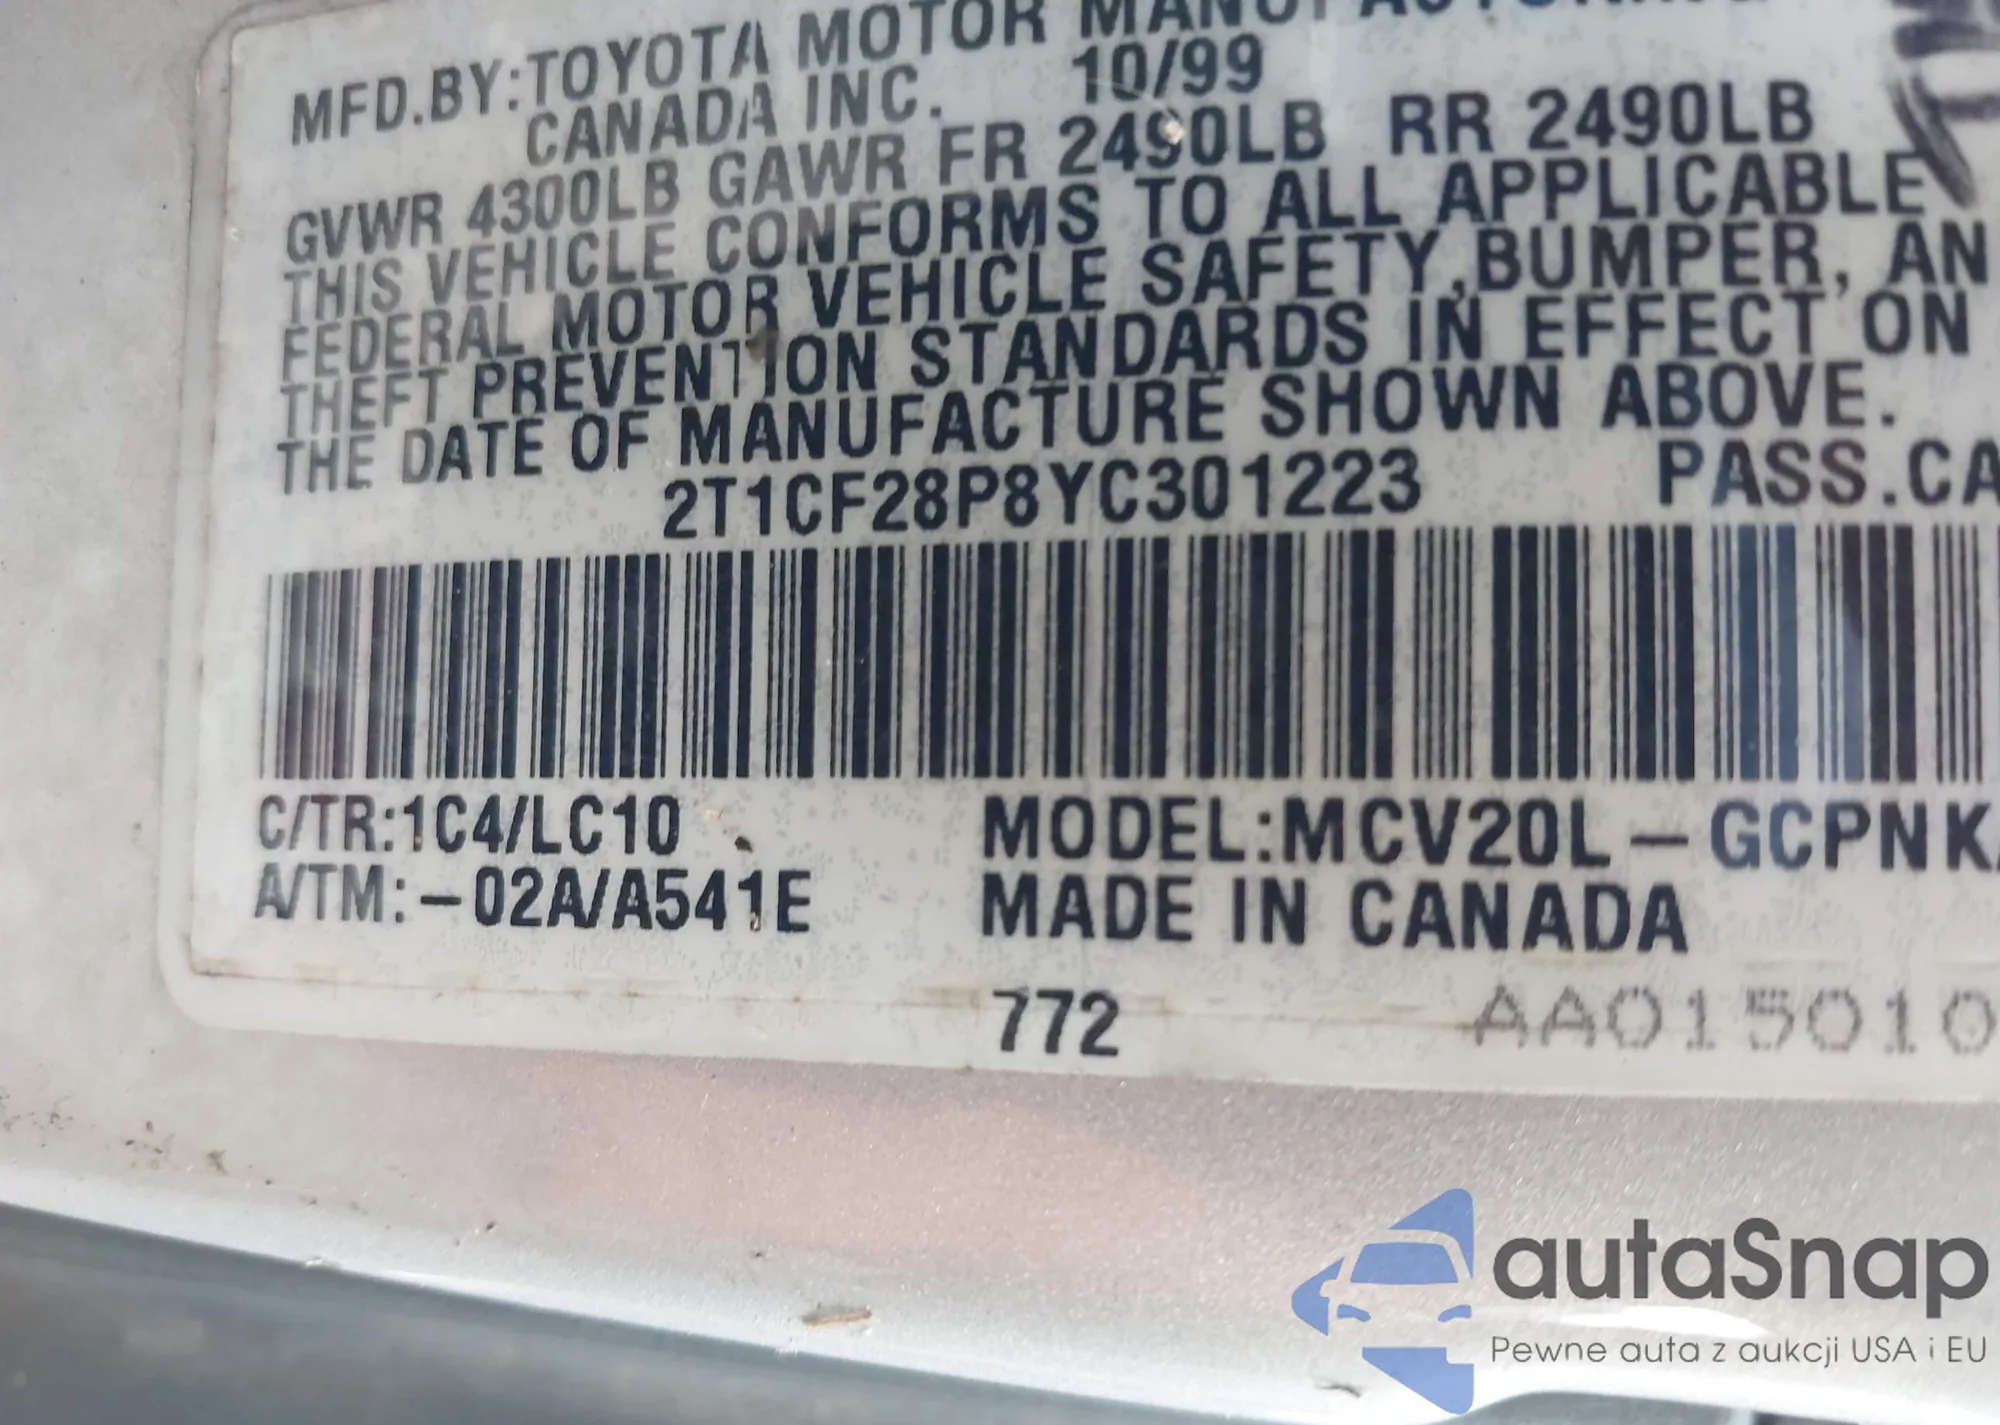 MFD.BY:TOYOTA MOTOR
CANADA INC. 10/99
GVWR 4300LB GAWR FR 2490LB RR 2490LB
THIS VEHICLE CONFORMS TO ALL APPLICABLE
FEDERAL MOTOR VEHICLE SAFETY,BUMPER, AN
THEFT PREVENTION STANDARDS IN EFFECT ON
THE DATE OF MANUFACTURE SHOWN ABOVE.
2T1CF28P8YC301223 PASS.CA
C/TR:1C4/LC10 MODEL:MCV20L-GCPNK
A/TM:-02A/A541E MADE IN CANADA
772 AA015010
autaSnap
Pewne auta z aukcji USA i EU